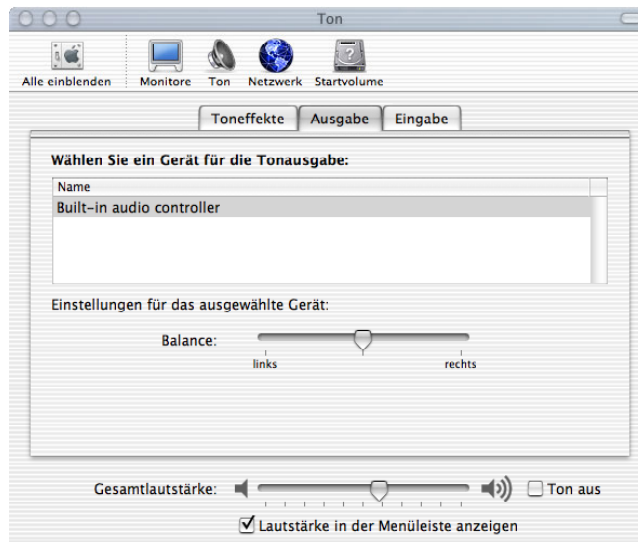 Ton
Alle einblenden Monitore Ton Netzwerk Startvolume
Toneffekte Ausgabe Eingabe
Wählen Sie ein Gerät für die Tonausgabe:
Name
Built-in audio controller
Einstellungen für das ausgewählte Gerät:
Balance:
links rechts
Gesamtlautstärke: Ton aus
Lautstärke in der Menüleiste anzeigen